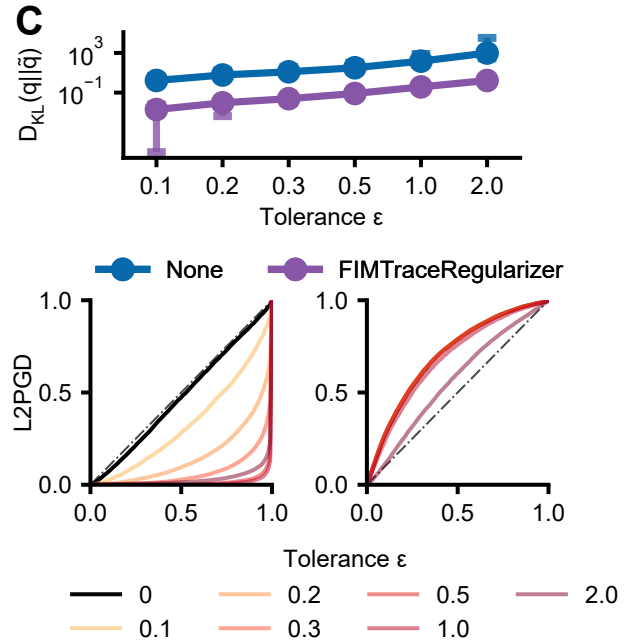 C
D_KL(q||q̃)
10³
10⁻¹
0.1 0.2 0.3 0.5 1.0 2.0
Tolerance ε
None FIMTraceRegularizer
L2PGD
1.0 1.0
0.5 0.5
0.0 0.0
0.0 0.5 1.0 0.0 0.5 1.0
Tolerance ε
0 0.2 0.5 2.0
0.1 0.3 1.0